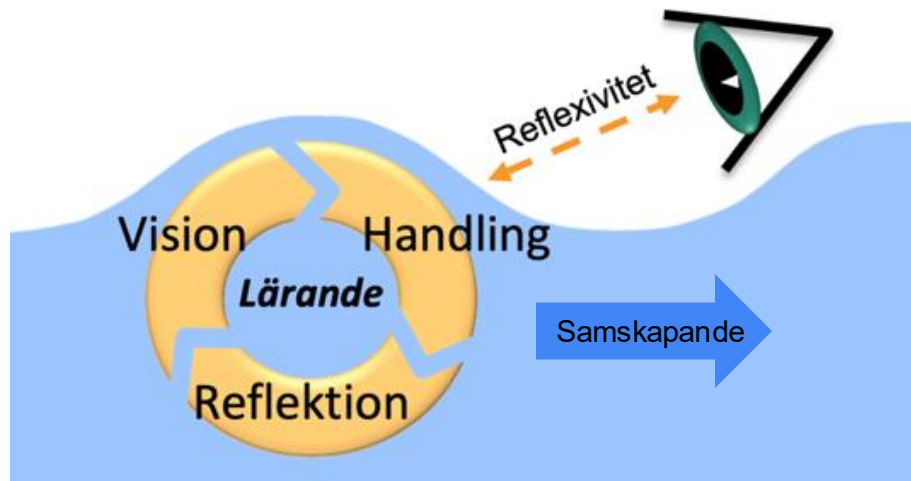 Reflexivitet
Vision
Handling
Lärande
Samskapande
Reflektion